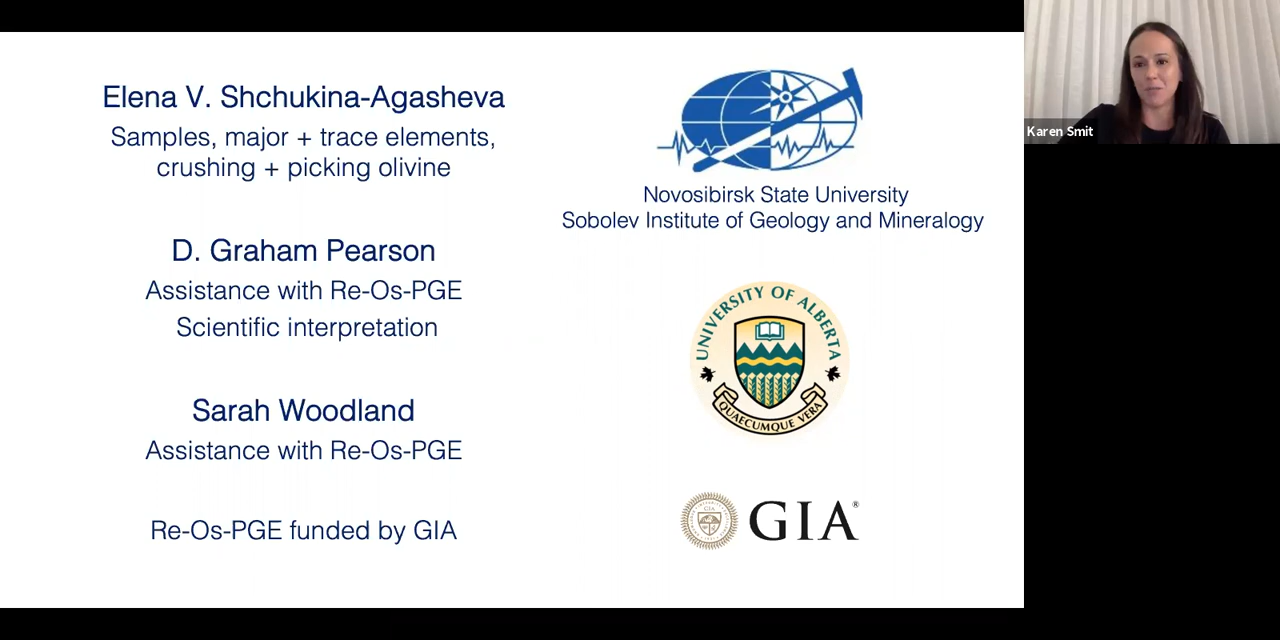 Elena V. Shchukina-Agasheva
Samples, major + trace elements,
crushing + picking olivine
D. Graham Pearson
Assistance with Re-Os-PGE
Scientific interpretation
Sarah Woodland
Assistance with Re-Os-PGE
Re-Os-PGE funded by GIA
Novosibirsk State University
Sobolev Institute of Geology and Mineralogy
UNIVERSITY OF ALBERTA
QUAECUMQUE VERA
GIA
GIA®
Karen Smit